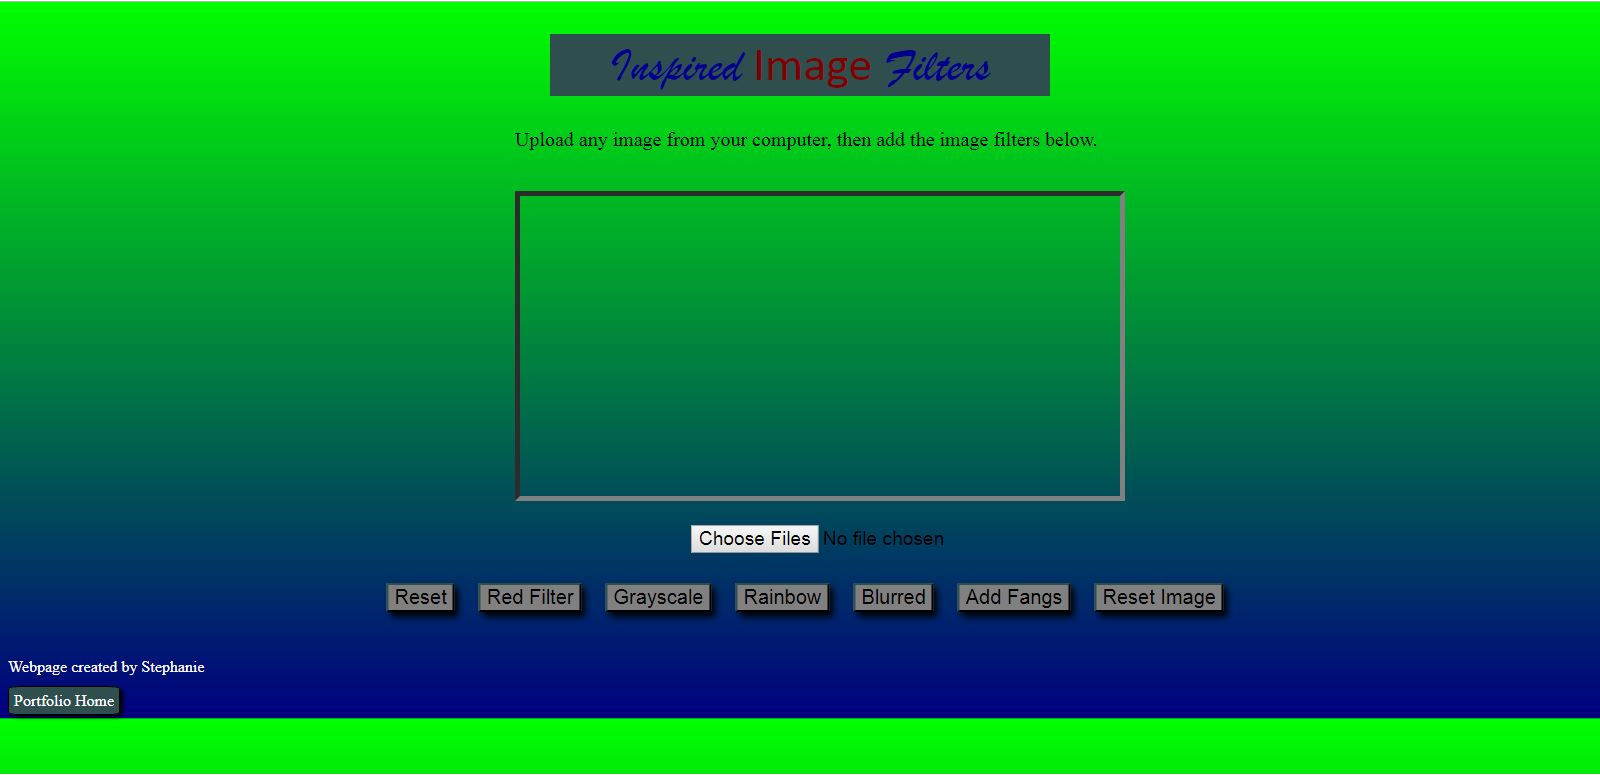 Inspired Image Filters
Upload any image from your computer, then add the image filters below.
Choose Files No file chosen
Reset Red Filter Grayscale Rainbow Blurred Add Fangs Reset Image
Webpage created by Stephanie
Portfolio Home